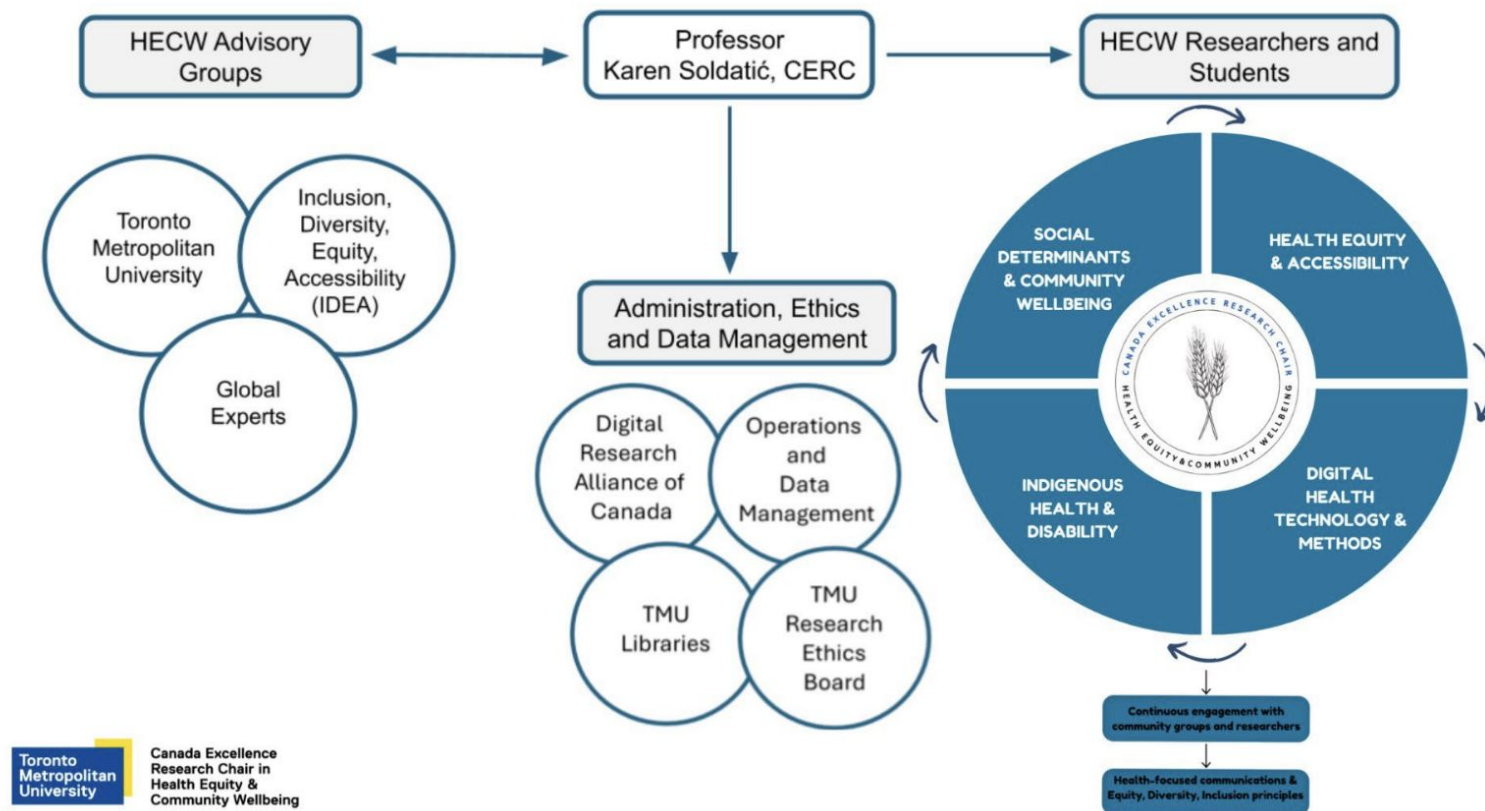 HECW Advisory
Groups
Professor
Karen Soldatić, CERC
HECW Researchers and
Students
Toronto
Metropolitan
University
Inclusion,
Diversity,
Equity,
Accessibility
(IDEA)
Global
Experts
Administration, Ethics
and Data Management
Digital
Research
Alliance of
Canada
Operations
and
Data
Management
TMU
Libraries
TMU
Research
Ethics
Board
SOCIAL
DETERMINANTS
& COMMUNITY
WELLBEING
HEALTH EQUITY
& ACCESSIBILITY
CANADA EXCELLENCE RESEARCH CHAIR
HEALTH EQUITY&COMMUNITY WELLBEING
INDIGENOUS
HEALTH &
DISABILITY
DIGITAL
HEALTH
TECHNOLOGY &
METHODS
Continuous engagement with
community groups and researchers
Health-focused communications &
Equity, Diversity, Inclusion principles
Toronto
Metropolitan
University
Canada Excellence
Research Chair in
Health Equity &
Community Wellbeing